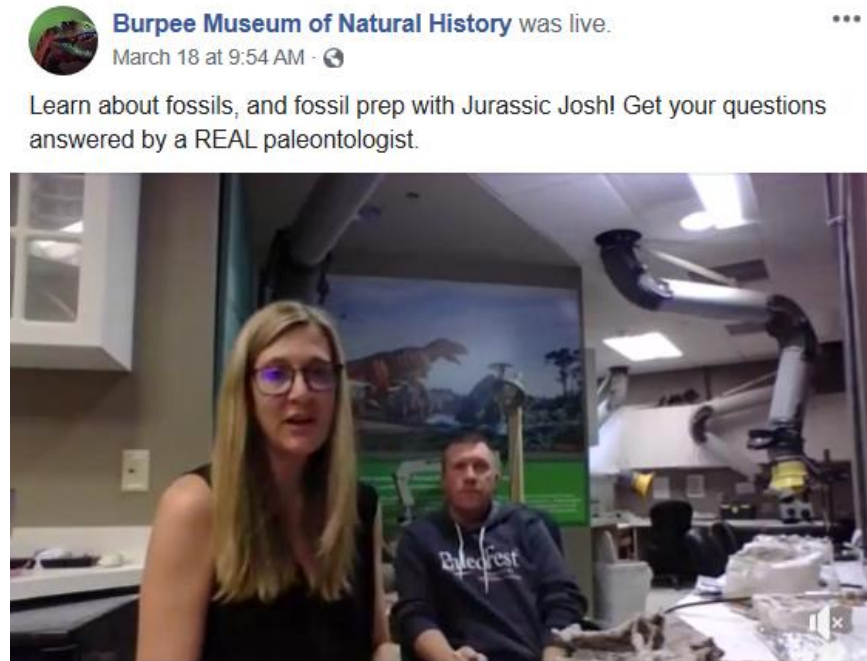 Burpee Museum of Natural History was live.
March 18 at 9:54 AM ·
Learn about fossils, and fossil prep with Jurassic Josh! Get your questions
answered by a REAL paleontologist.
PaleoFest